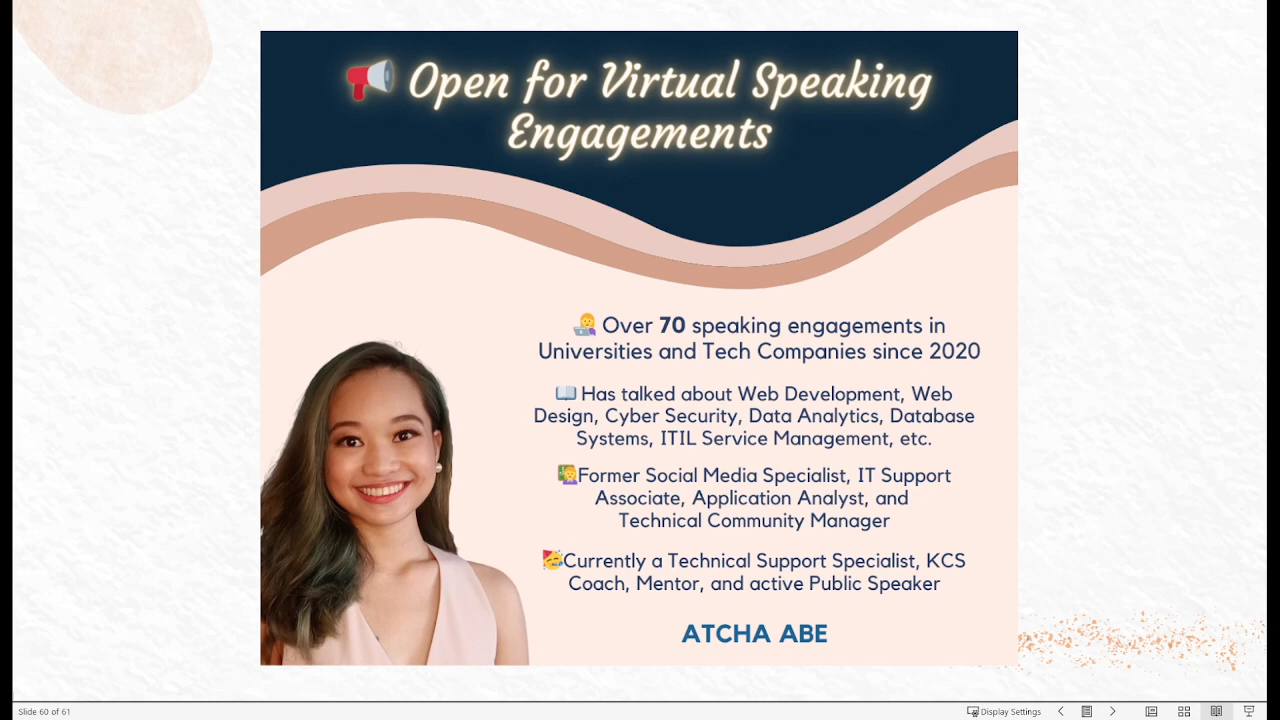 📢 Open for Virtual Speaking
Engagements
👩‍💻 Over 70 speaking engagements in
Universities and Tech Companies since 2020
📖 Has talked about Web Development, Web
Design, Cyber Security, Data Analytics, Database
Systems, ITIL Service Management, etc.
👩‍🏫Former Social Media Specialist, IT Support
Associate, Application Analyst, and
Technical Community Manager
🥳Currently a Technical Support Specialist, KCS
Coach, Mentor, and active Public Speaker
ATCHA ABE
Slide 60 of 61
Display Settings